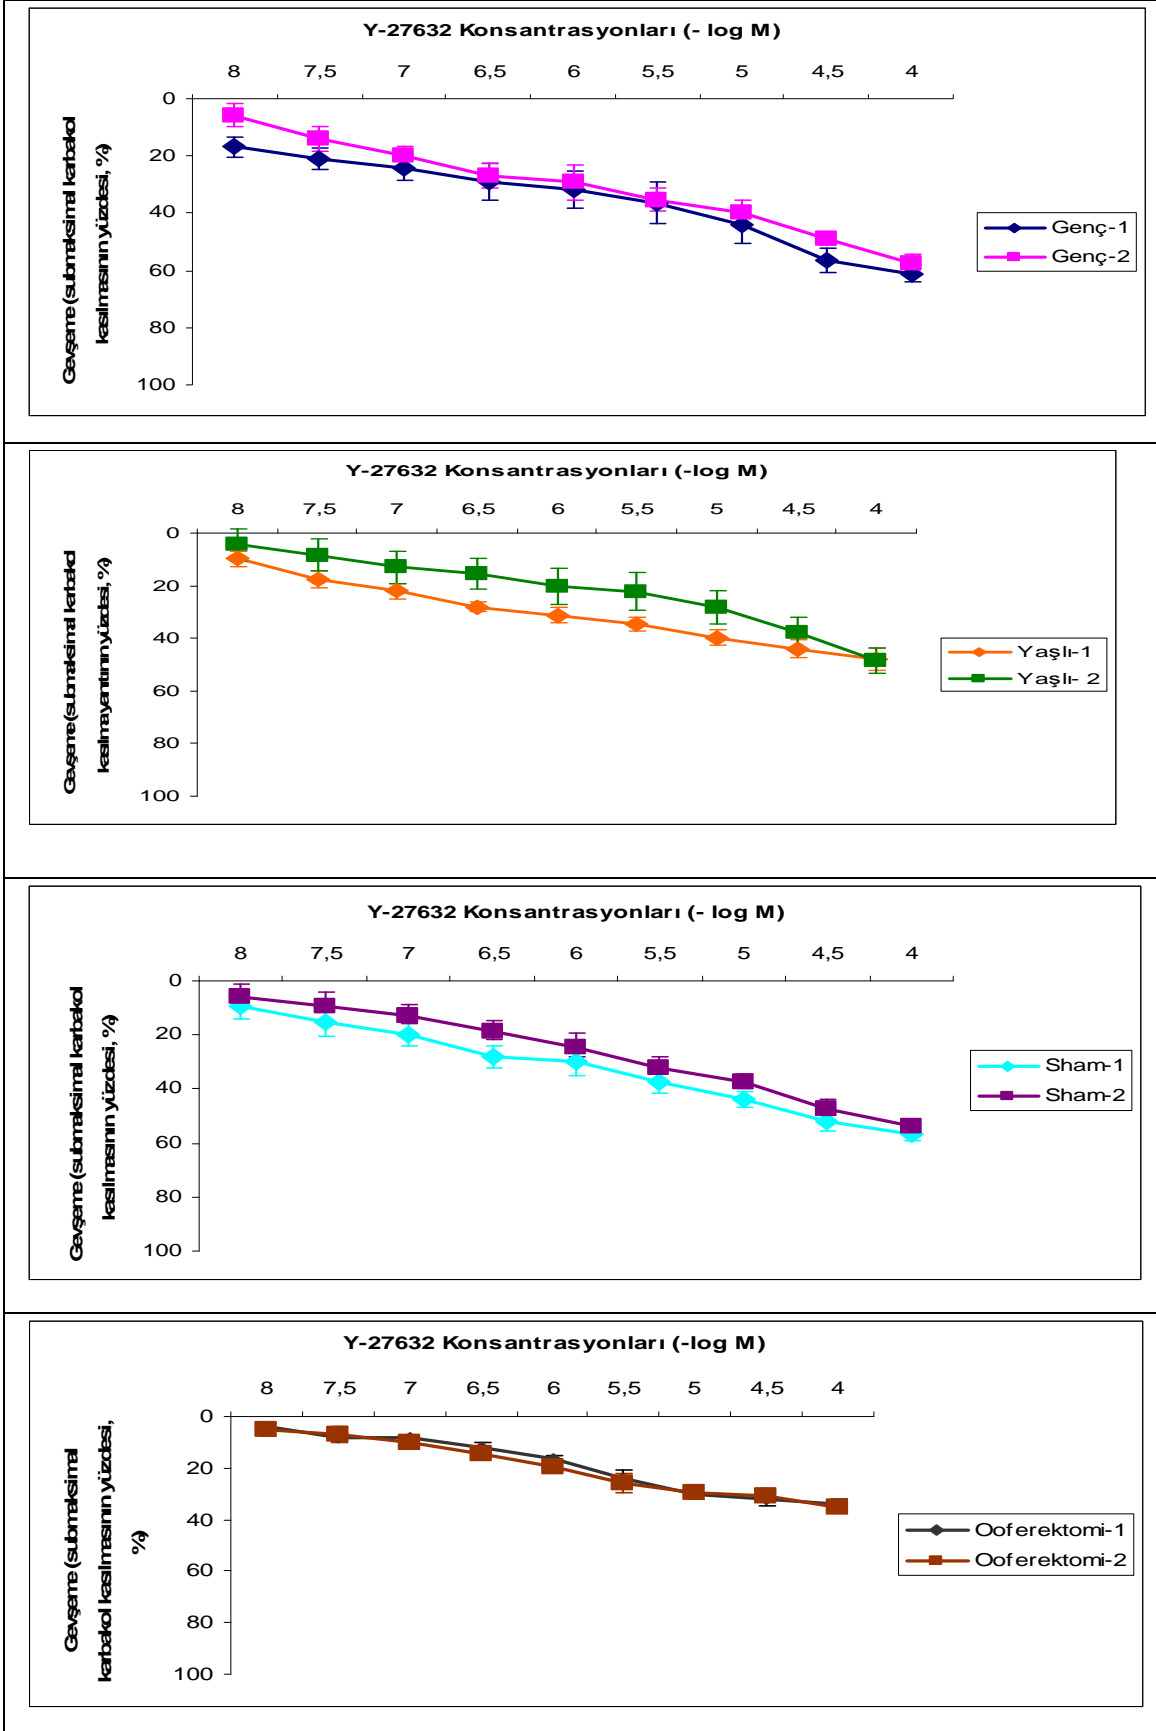 Y-27632 Konsantrasyonları (- log M)
8 7,5 7 6,5 6 5,5 5 4,5 4
0
20
40
60
80
100
Gevşeme (submaksimal karbakol
kasılmasının yüzdesi, %)
Genç-1
Genç-2
Y-27632 Konsantrasyonları (-log M)
8 7,5 7 6,5 6 5,5 5 4,5 4
0
20
40
60
80
100
Gevşeme (submaksimal karbakol
kasılma yanıtının yüzdesi, %)
Yaşlı-1
Yaşlı- 2
Y-27632 Konsantrasyonları (- log M)
8 7,5 7 6,5 6 5,5 5 4,5 4
0
20
40
60
80
100
Gevşeme (submaksimal karbakol
kasılmasının yüzdesi, %)
Sham-1
Sham-2
Y-27632 Konsantrasyonları (-log M)
8 7,5 7 6,5 6 5,5 5 4,5 4
0
20
40
60
80
100
Gevşeme (submaksimal
karbakol kasılmasının yüzdesi,
%)
Ooferektomi-1
Ooferektomi-2